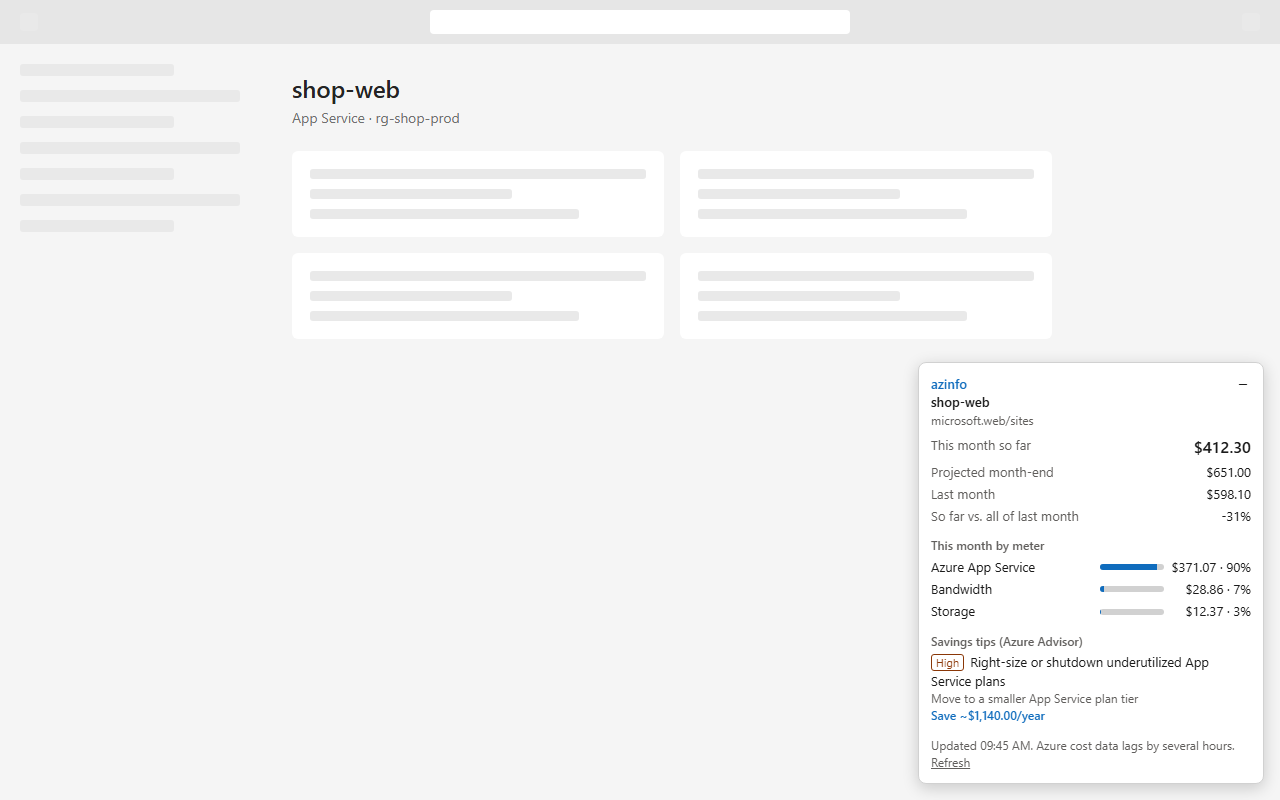 shop-web
App Service · rg-shop-prod
azinfo
–
shop-web
microsoft.web/sites
This month so far $412.30
Projected month-end $651.00
Last month $598.10
So far vs. all of last month -31%
This month by meter
Azure App Service $371.07 · 90%
Bandwidth $28.86 · 7%
Storage $12.37 · 3%
Savings tips (Azure Advisor)
High Right-size or shutdown underutilized App
Service plans
Move to a smaller App Service plan tier
Save ~$1,140.00/year
Updated 09:45 AM. Azure cost data lags by several hours.
Refresh